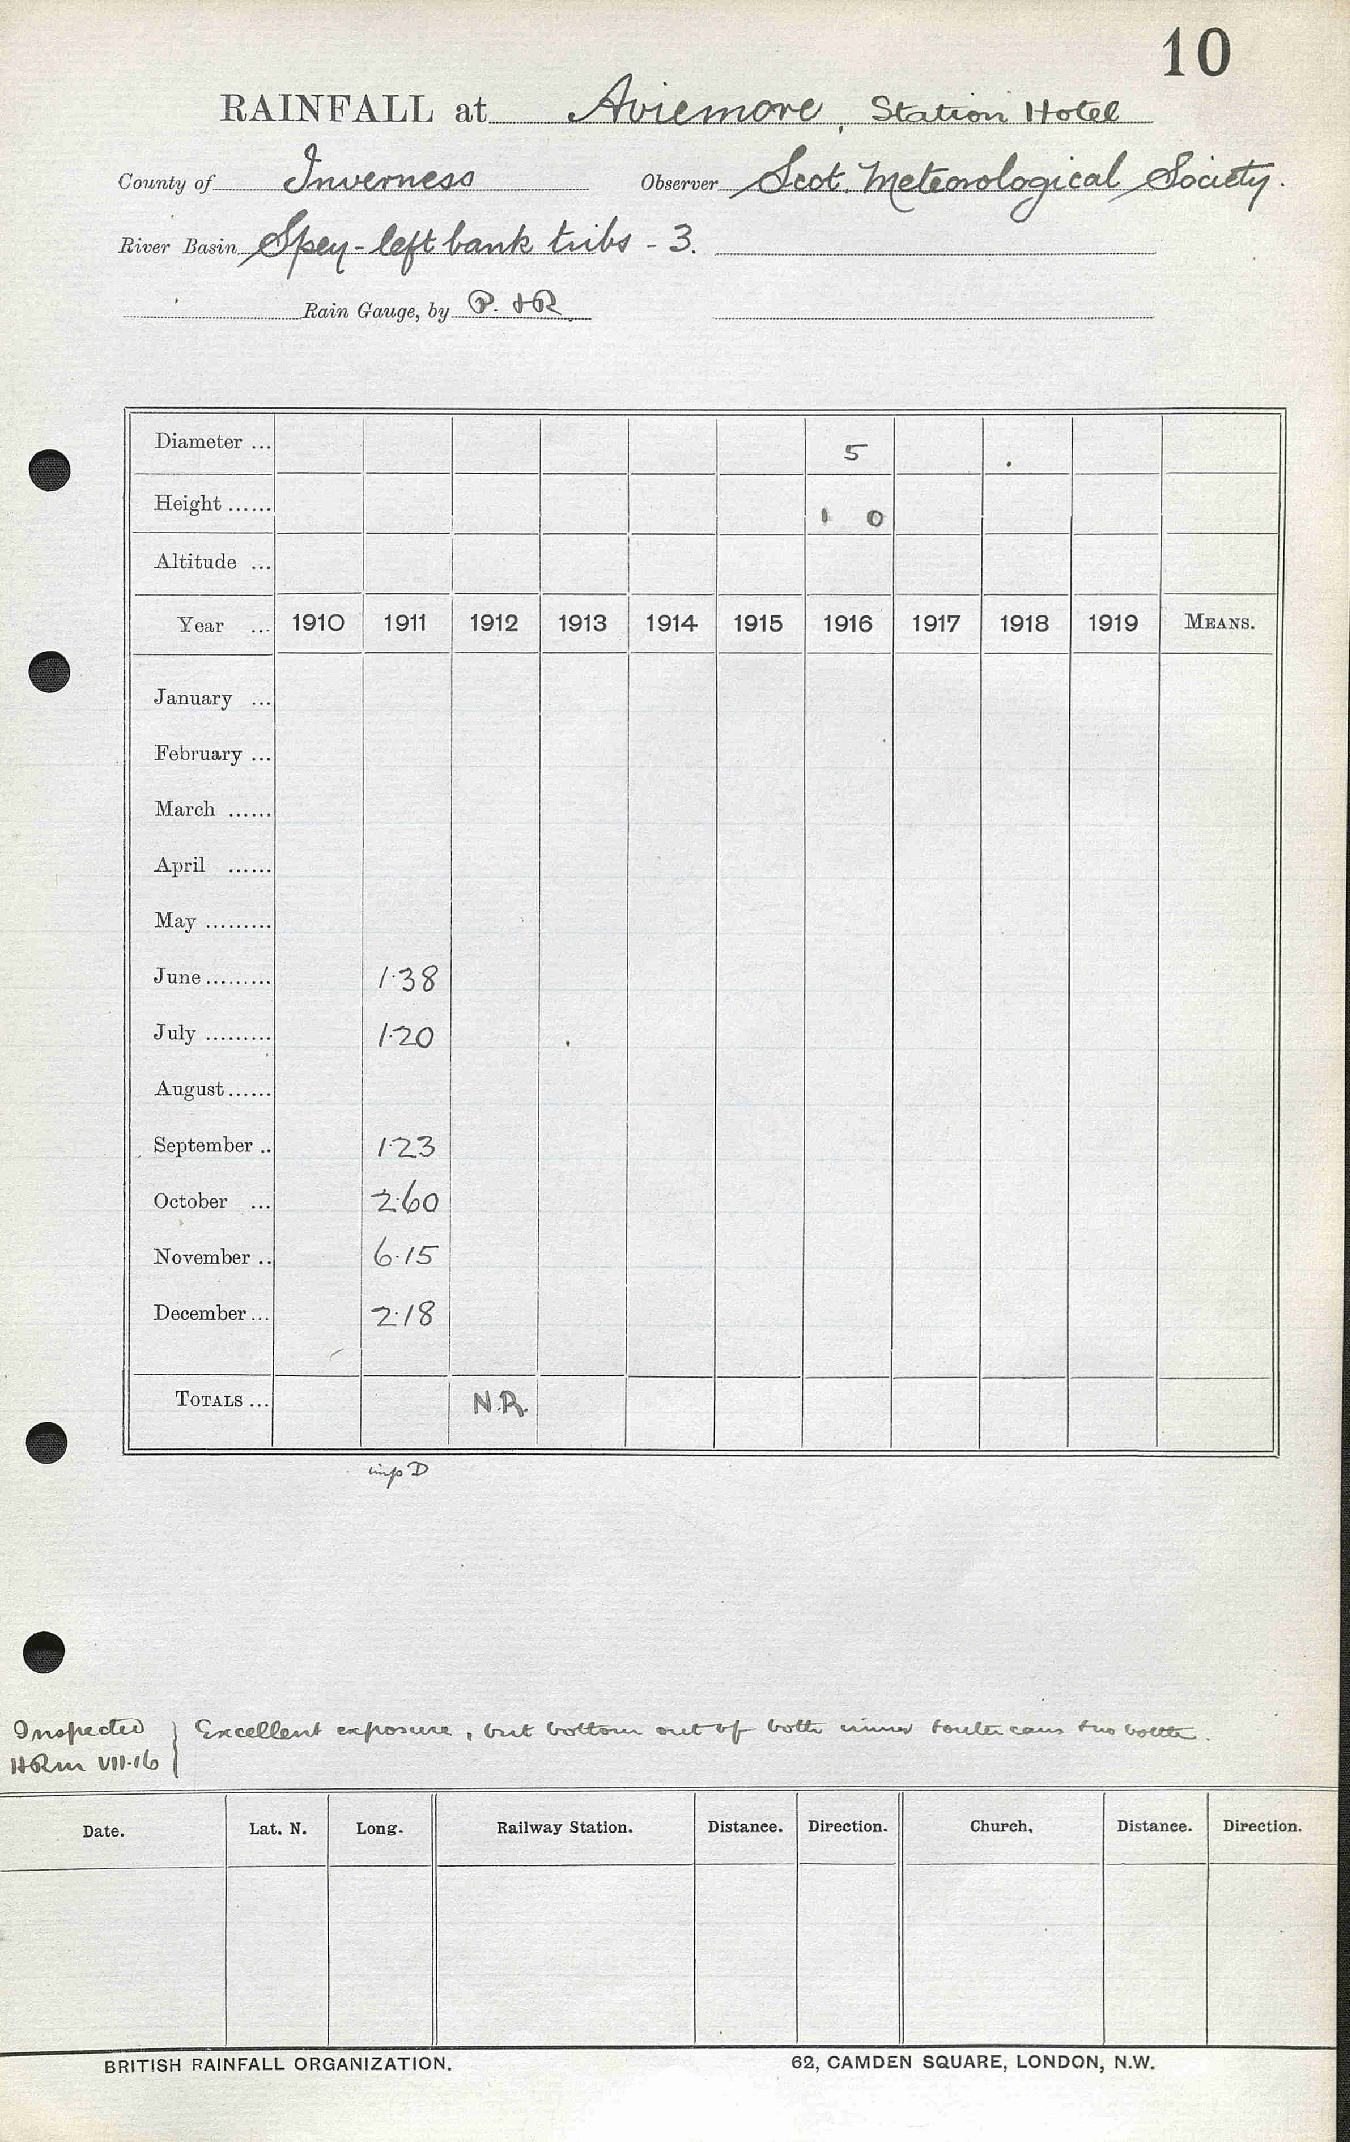 10
RAINFALL at Aviemore, Station Hotel
County of Inverness Observer Scot. Meteorological Society.
River Basin Spey - left bank tribs - 3.
Rain Gauge, by P. & R
Diameter ... 5
Height ...... 1 0
Altitude ...
Year ... 1910 1911 1912 1913 1914 1915 1916 1917 1918 1919 MEANS.
January ...
February ...
March ......
April ......
May .........
June ......... 1.38
July ......... 1.20
August ......
September .. 1.23
October ... 2.60
November .. 6.15
December ... 2.18
TOTALS ... N.R.
imp D
Inspected } Excellent exposure, but bottom out of both inner & outer cans & no bottle.
HRM VII.16
Date. Lat. N. Long. Railway Station. Distance. Direction. Church. Distance. Direction.
BRITISH RAINFALL ORGANIZATION. 62, CAMDEN SQUARE, LONDON, N.W.